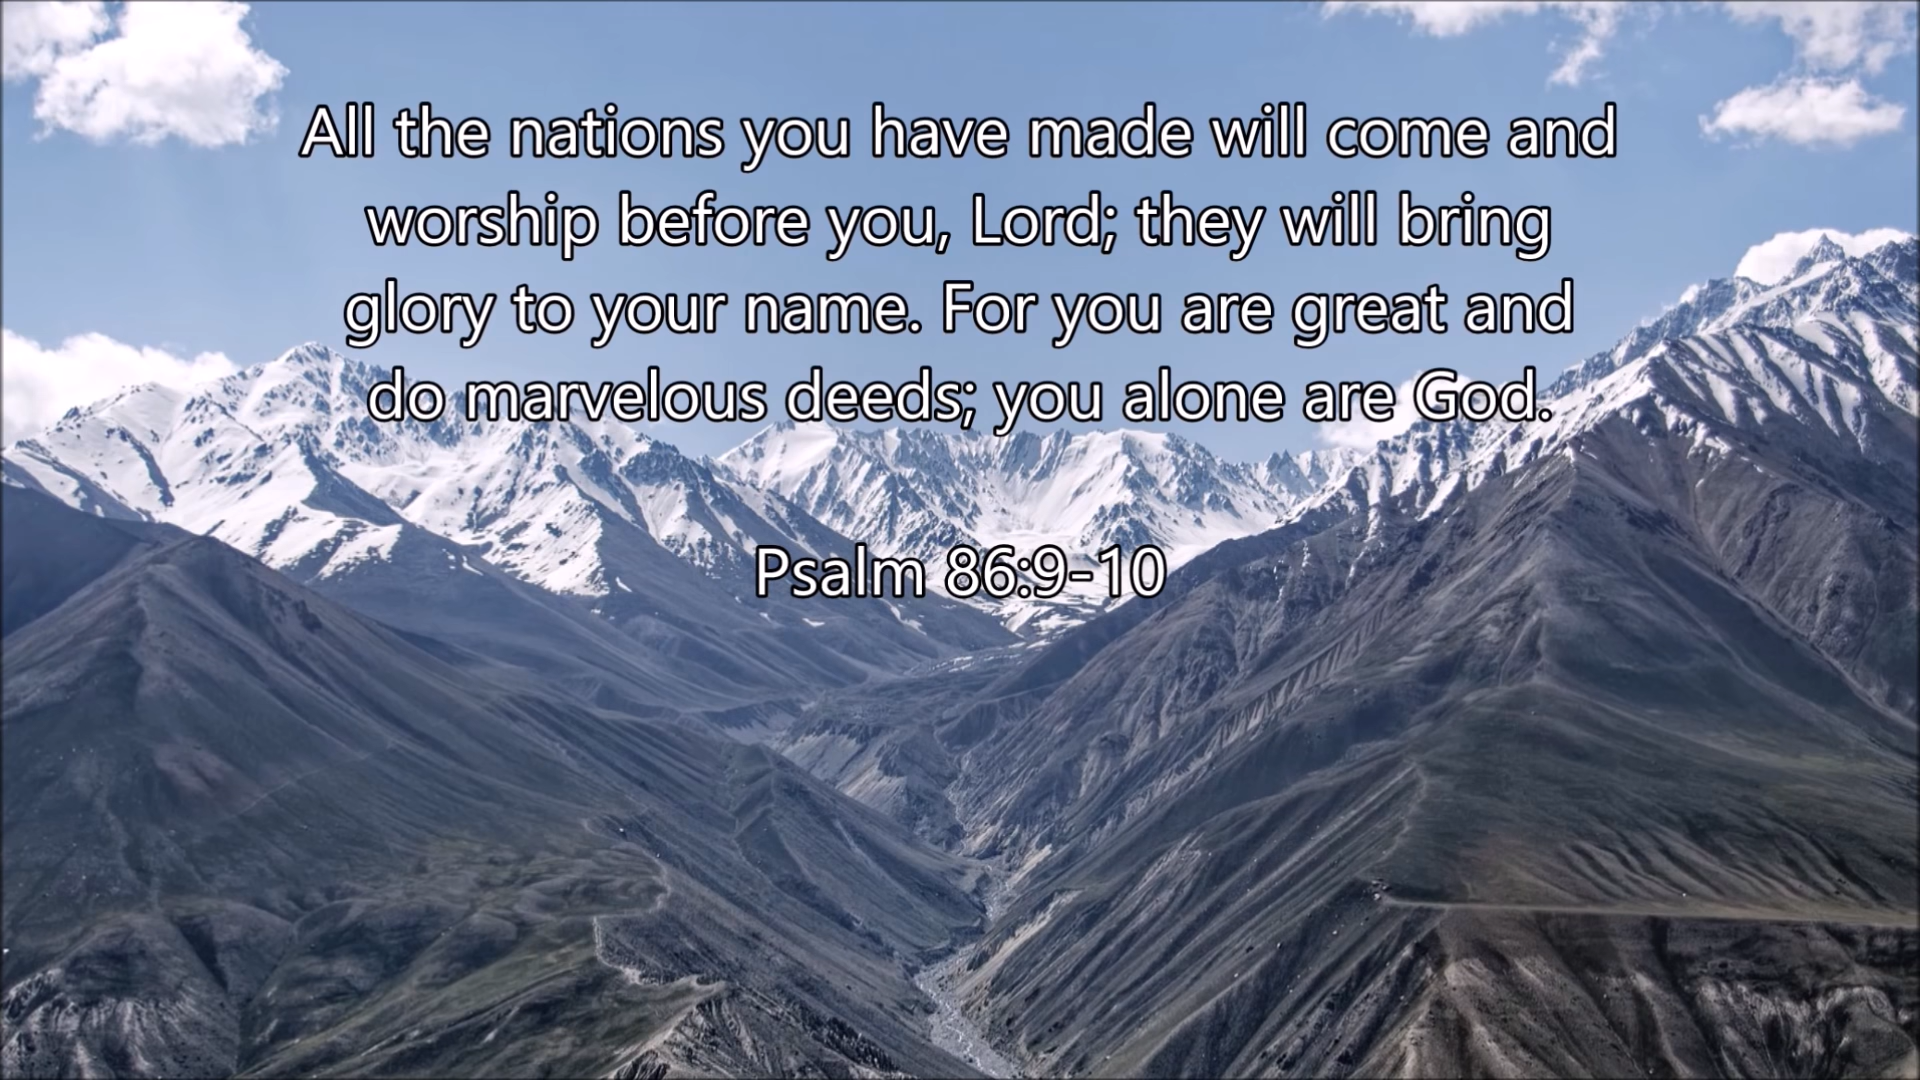 All the nations you have made will come and
worship before you, Lord; they will bring
glory to your name. For you are great and
do marvelous deeds; you alone are God.
Psalm 86:9-10